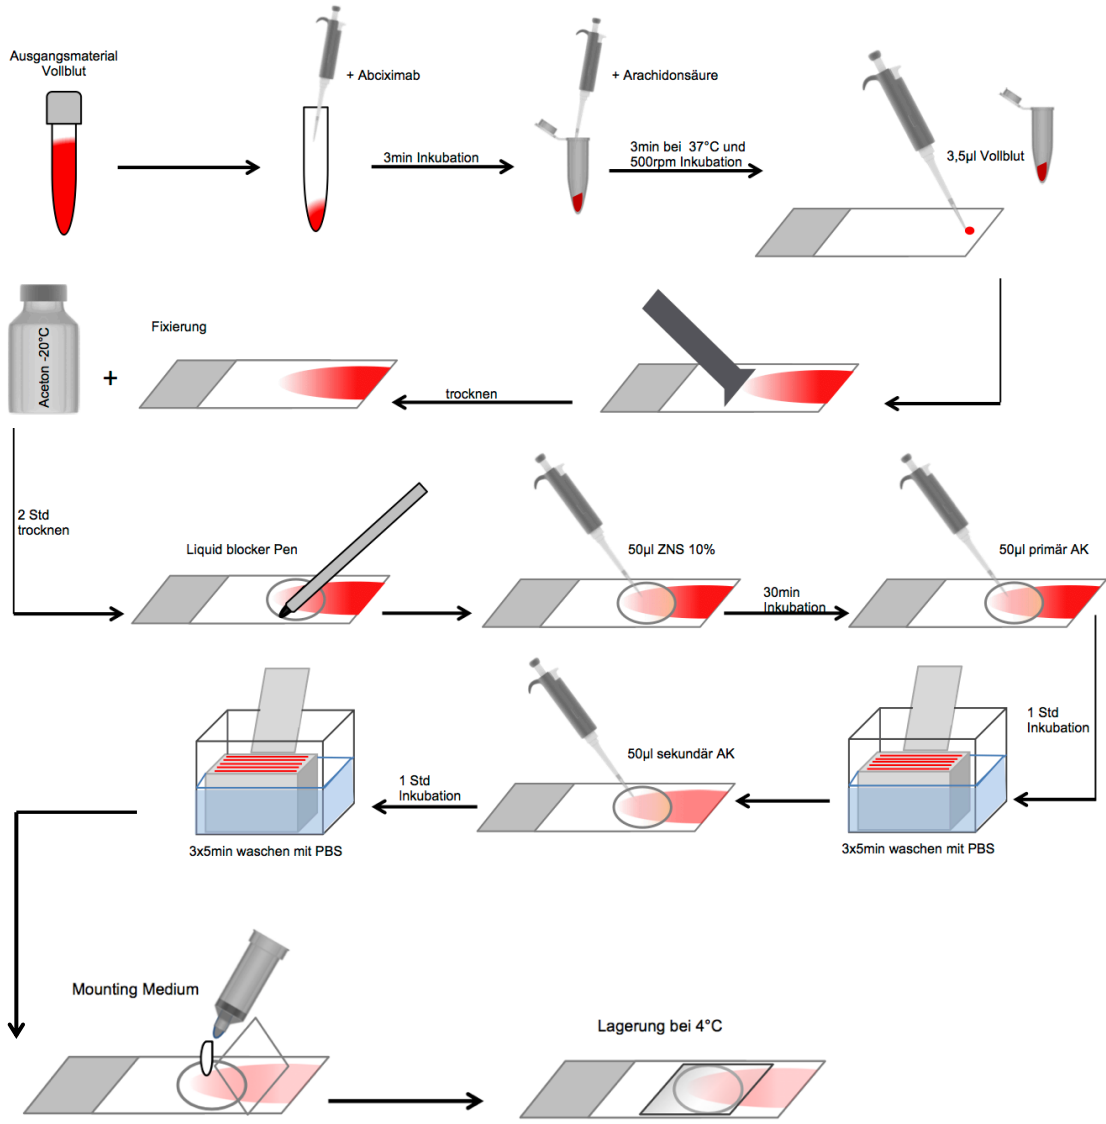 Ausgangsmaterial
Vollblut
+ Abciximab
3min Inkubation
+ Arachidonsäure
3min bei 37°C und
500rpm Inkubation
3,5µl Vollblut
Aceton -20°C
+
Fixierung
trocknen
2 Std
trocknen
Liquid blocker Pen
50µl ZNS 10%
30min
Inkubation
50µl primär AK
1 Std
Inkubation
3x5min waschen mit PBS
50µl sekundär AK
1 Std
Inkubation
3x5min waschen mit PBS
Mounting Medium
Lagerung bei 4°C